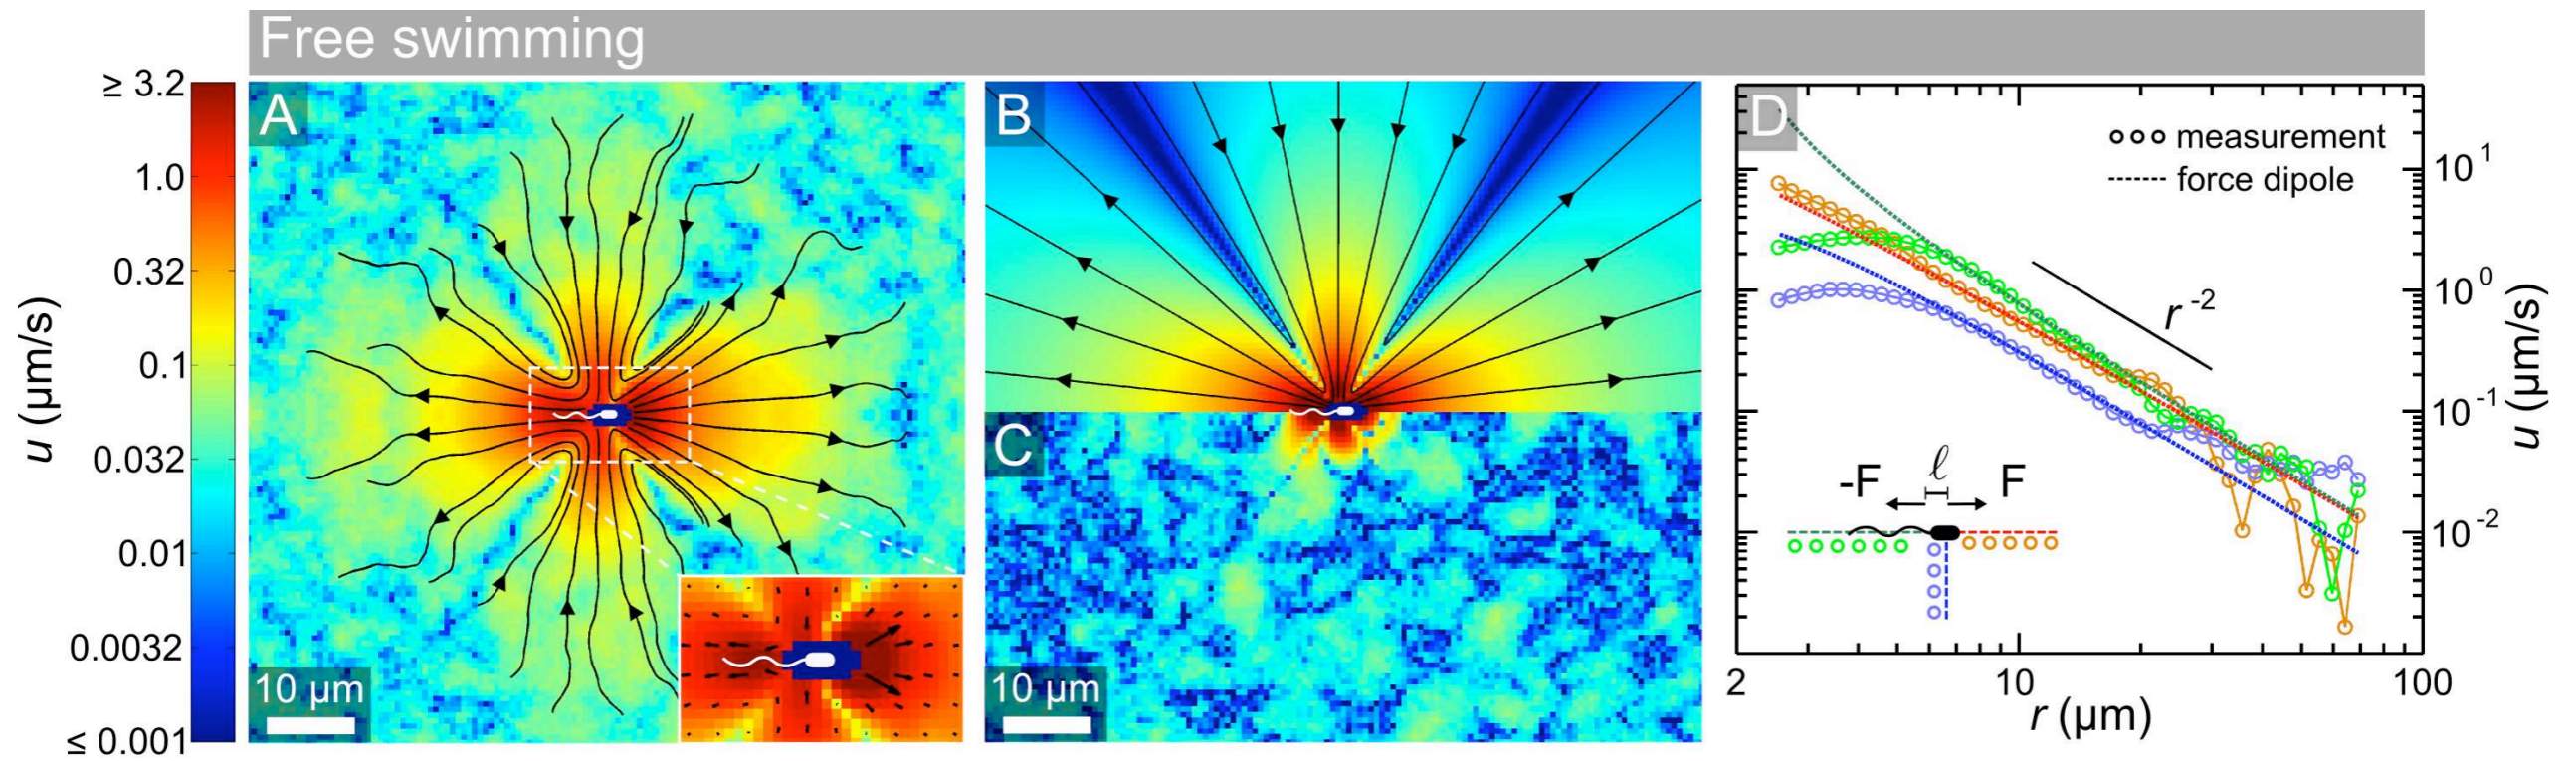 Free swimming
u (μm/s)
≥ 3.2
1.0
0.32
0.1
0.032
0.01
0.0032
≤ 0.001
A
10 μm
B
C
10 μm
D
ooo measurement
force dipole
r -2
ℓ
-F
F
10 1
10 0
10 -1
10 -2
u (μm/s)
2
10
100
r (μm)